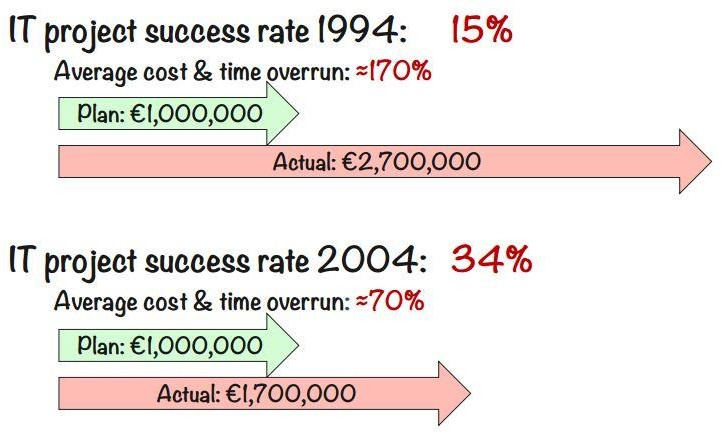 IT project success rate 1994: 15%
Average cost & time overrun: ≈170%
Plan: €1,000,000
Actual: €2,700,000
IT project success rate 2004: 34%
Average cost & time overrun: ≈70%
Plan: €1,000,000
Actual: €1,700,000